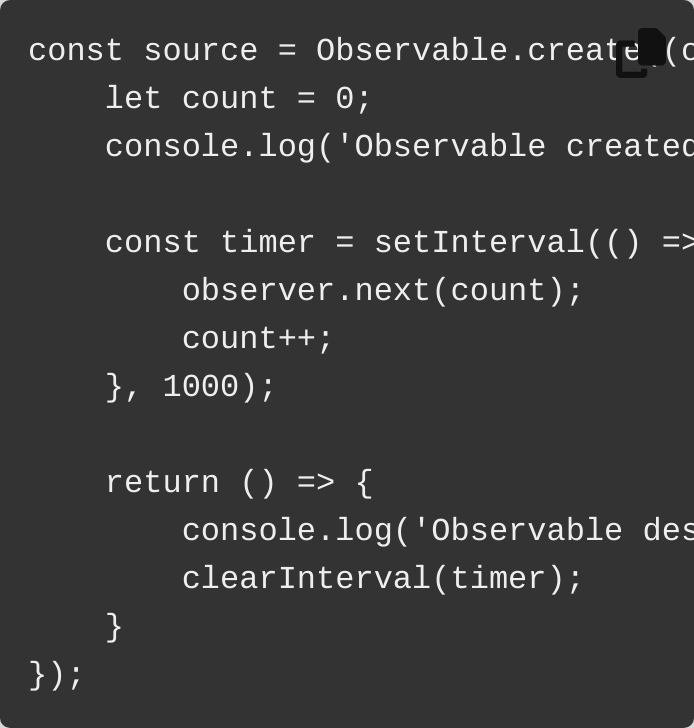 const source = Observable.create((
    let count = 0;
    console.log('Observable created
    const timer = setInterval(() =>
        observer.next(count);
        count++;
    }, 1000);
    return () => {
        console.log('Observable des
        clearInterval(timer);
    }
});